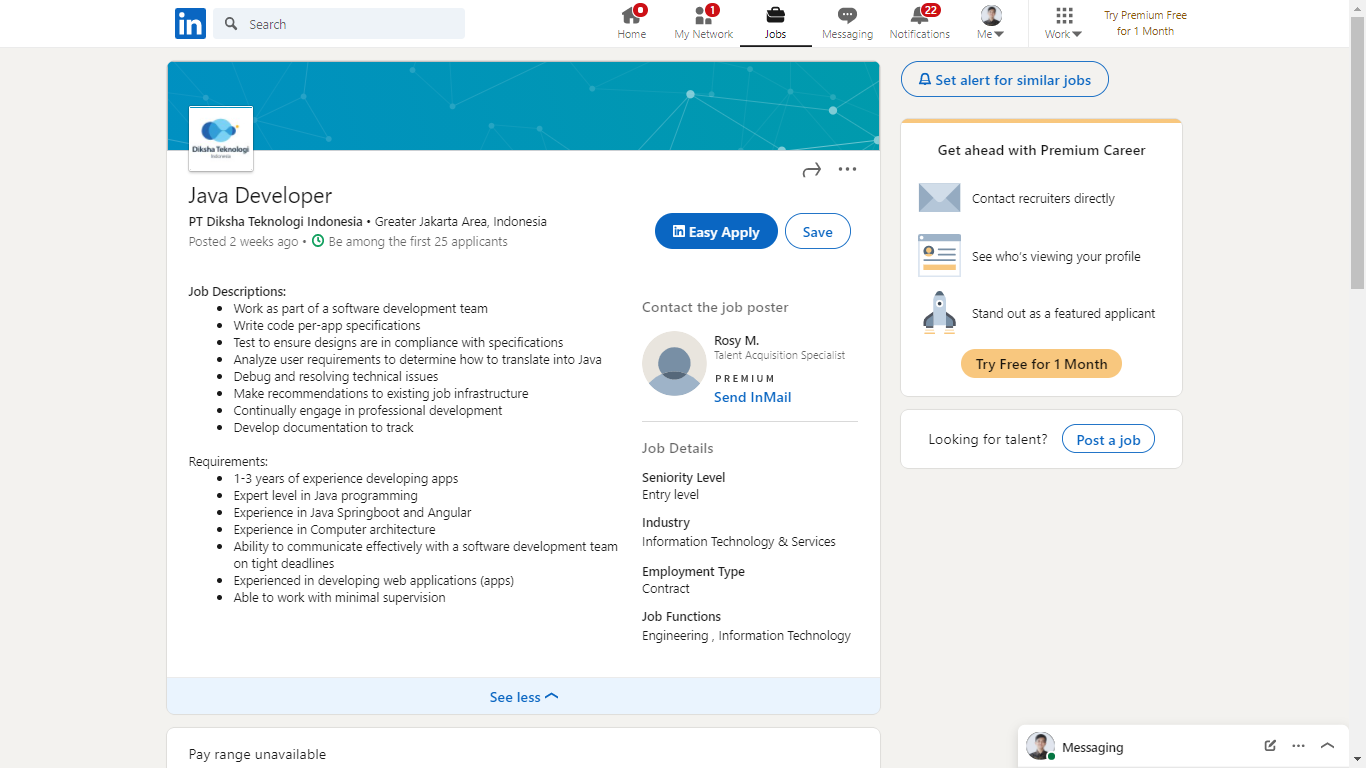 in
Search
Home
1
My Network
Jobs
Messaging
22
Notifications
Me
Work
Try Premium Free
for 1 Month
Diksha Teknologi
Indonesia
Java Developer
PT Diksha Teknologi Indonesia • Greater Jakarta Area, Indonesia
Posted 2 weeks ago • Be among the first 25 applicants
in Easy Apply
Save
Job Descriptions:
• Work as part of a software development team
• Write code per-app specifications
• Test to ensure designs are in compliance with specifications
• Analyze user requirements to determine how to translate into Java
• Debug and resolving technical issues
• Make recommendations to existing job infrastructure
• Continually engage in professional development
• Develop documentation to track
Requirements:
• 1-3 years of experience developing apps
• Expert level in Java programming
• Experience in Java Springboot and Angular
• Experience in Computer architecture
• Ability to communicate effectively with a software development team
on tight deadlines
• Experienced in developing web applications (apps)
• Able to work with minimal supervision
Contact the job poster
Rosy M.
Talent Acquisition Specialist
PREMIUM
Send InMail
Job Details
Seniority Level
Entry level
Industry
Information Technology & Services
Employment Type
Contract
Job Functions
Engineering , Information Technology
See less
Pay range unavailable
Set alert for similar jobs
Get ahead with Premium Career
Contact recruiters directly
See who's viewing your profile
Stand out as a featured applicant
Try Free for 1 Month
Looking for talent?
Post a job
Messaging